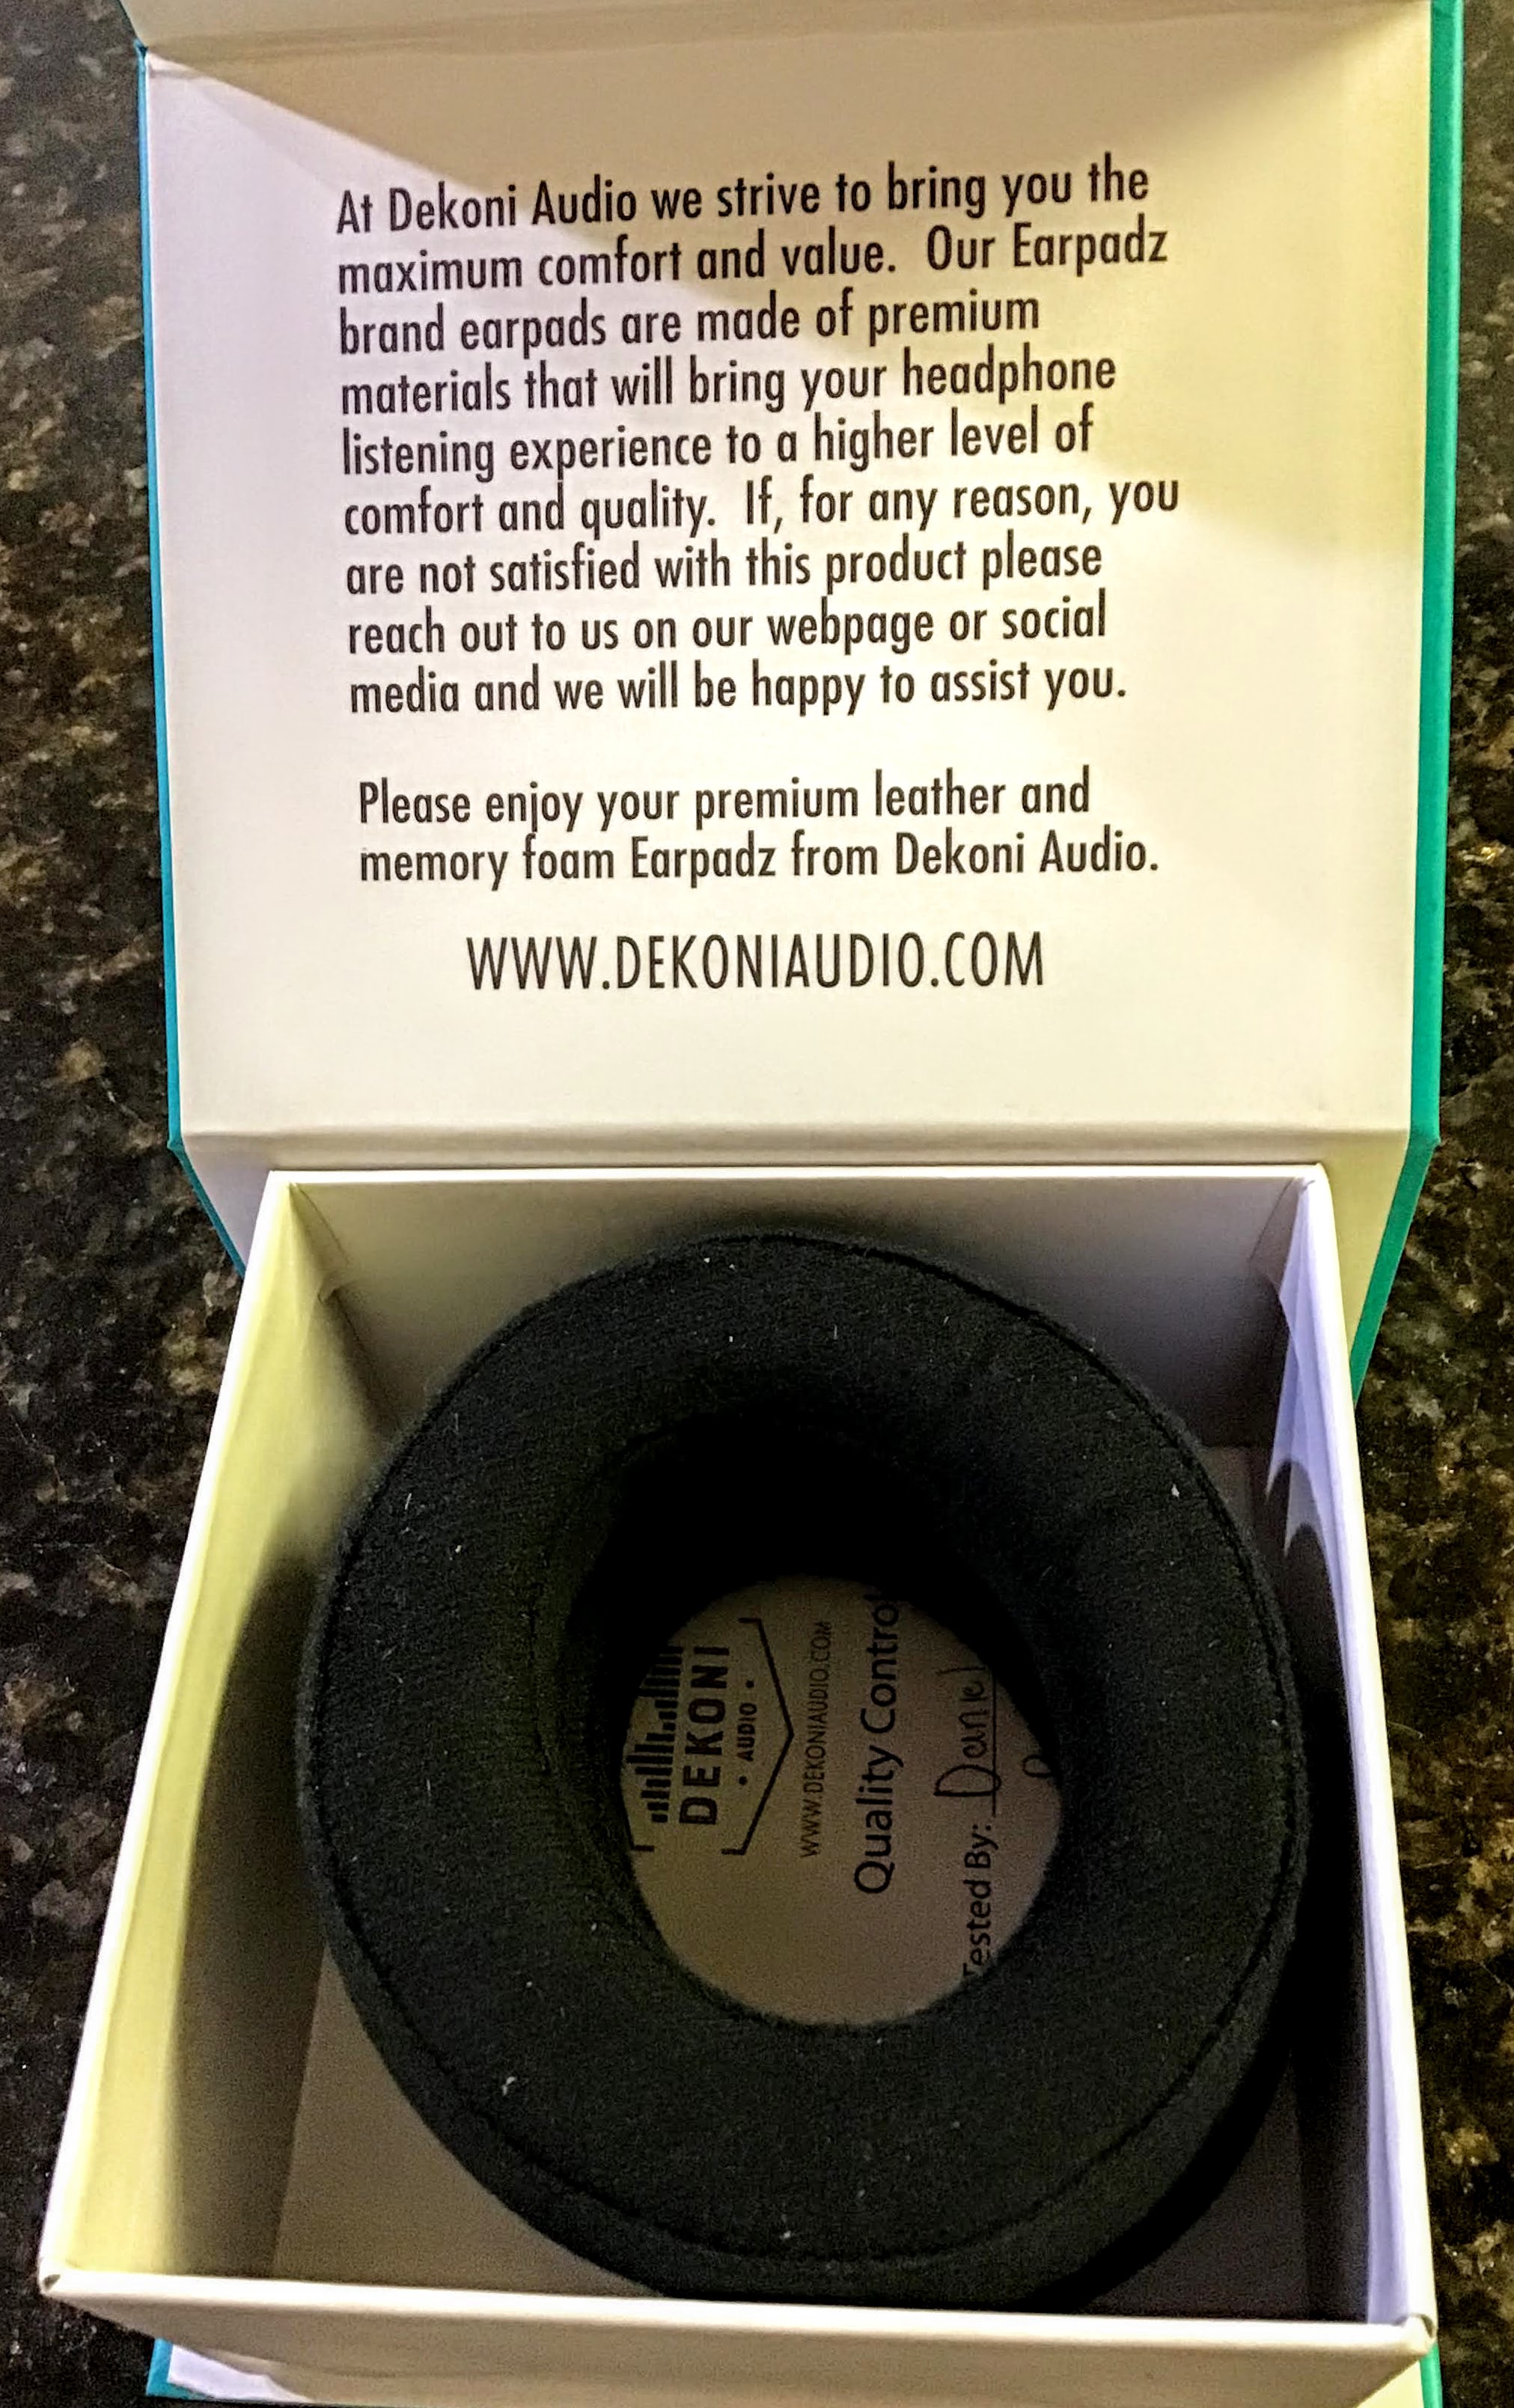 At Dekoni Audio we strive to bring you the
maximum comfort and value. Our Earpadz
brand earpads are made of premium
materials that will bring your headphone
listening experience to a higher level of
comfort and quality. If, for any reason, you
are not satisfied with this product please
reach out to us on our webpage or social
media and we will be happy to assist you.
Please enjoy your premium leather and
memory foam Earpadz from Dekoni Audio.
WWW.DEKONIAUDIO.COM
DEKONI
• AUDIO •
WWW.DEKONIAUDIO.COM
Quality Control
Tested By: Daniel